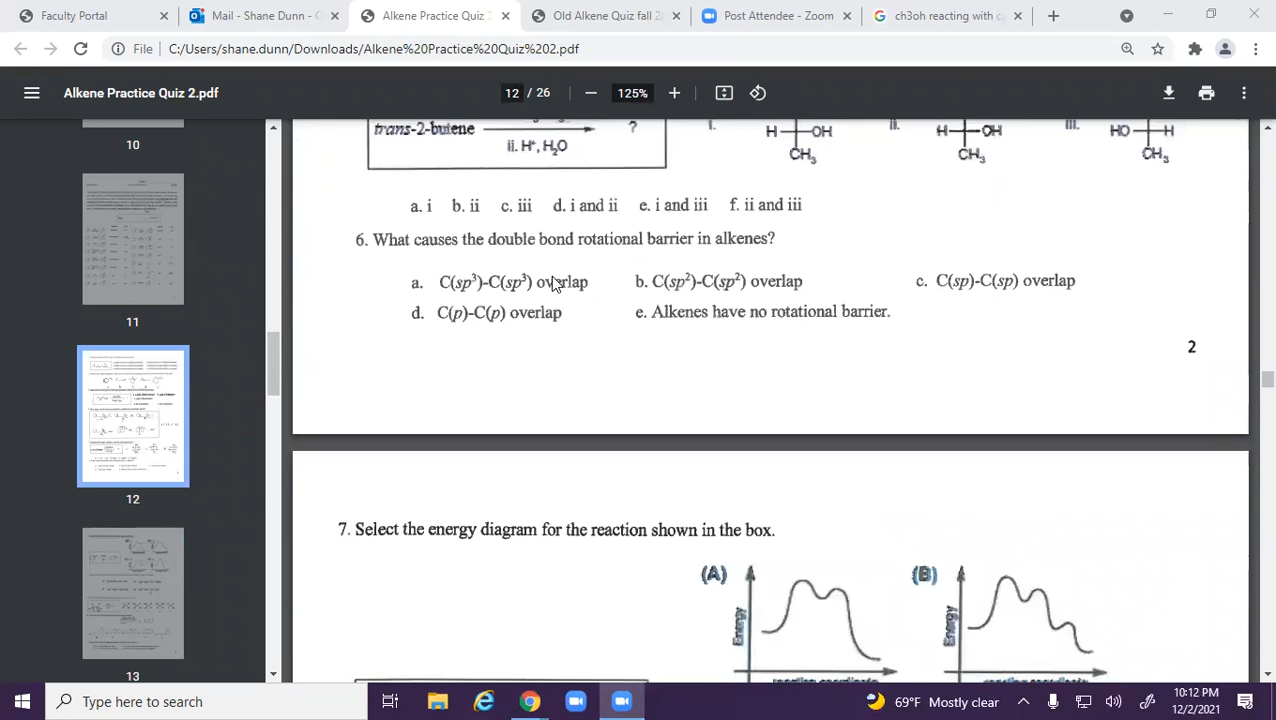 Faculty Portal
Mail - Shane Dunn - C
Alkene Practice Quiz 2
Old Alkene Quiz fall 2
Post Attendee - Zoom
ch3oh reacting with c
File C:/Users/shane.dunn/Downloads/Alkene%20Practice%20Quiz%202.pdf
Alkene Practice Quiz 2.pdf
12 / 26
125%
10
11
12
13
trans-2-butene
ii. H⁺, H₂O
?
i.
H OH
CH₃
ii.
H OH
CH₃
iii.
HO H
CH₃
a. i b. ii c. iii d. i and ii e. i and iii f. ii and iii
6. What causes the double bond rotational barrier in alkenes?
a. C(sp³)-C(sp³) overlap b. C(sp²)-C(sp²) overlap c. C(sp)-C(sp) overlap
d. C(p)-C(p) overlap e. Alkenes have no rotational barrier.
2
7. Select the energy diagram for the reaction shown in the box.
(A) (B)
Energy
Energy
Type here to search
69°F Mostly clear
10:12 PM
12/2/2021